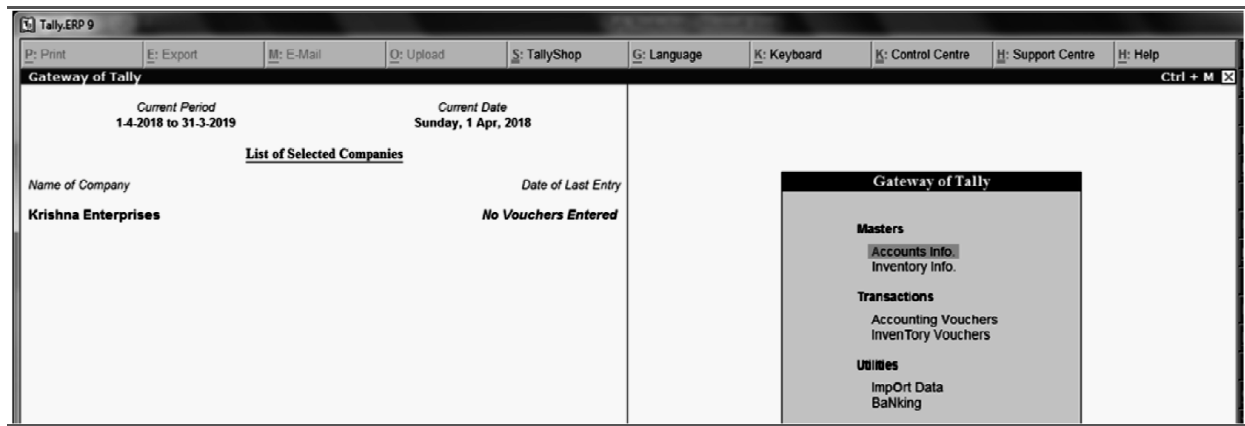 Tally.ERP 9
P: Print E: Export M: E-Mail O: Upload S: TallyShop G: Language K: Keyboard K: Control Centre H: Support Centre H: Help
Gateway of Tally Ctrl + M
Current Period Current Date
1-4-2018 to 31-3-2019 Sunday, 1 Apr, 2018
List of Selected Companies
Name of Company Date of Last Entry
Krishna Enterprises No Vouchers Entered
Gateway of Tally
Masters
Accounts Info.
Inventory Info.
Transactions
Accounting Vouchers
InvenTory Vouchers
Utilities
ImpOrt Data
BaNking